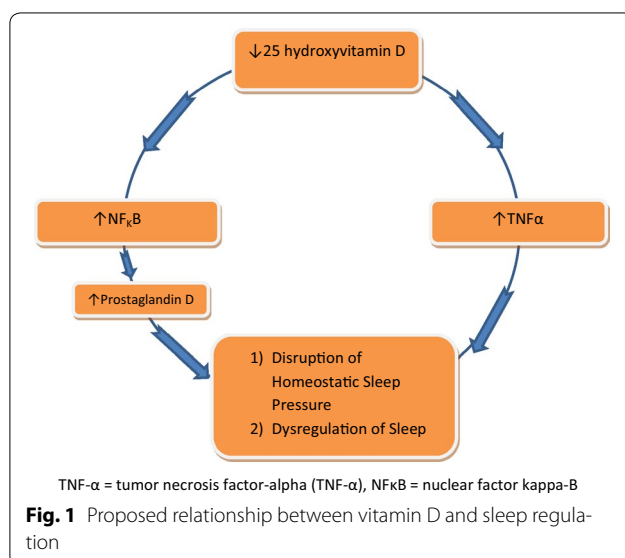 ↓25 hydroxyvitamin D
↑NFκB
↑TNFα
↑Prostaglandin D
1) Disruption of
Homeostatic Sleep
Pressure
2) Dysregulation of Sleep
TNF-α = tumor necrosis factor-alpha (TNF-α), NFκB = nuclear factor kappa-B
Fig. 1 Proposed relationship between vitamin D and sleep regula-
tion